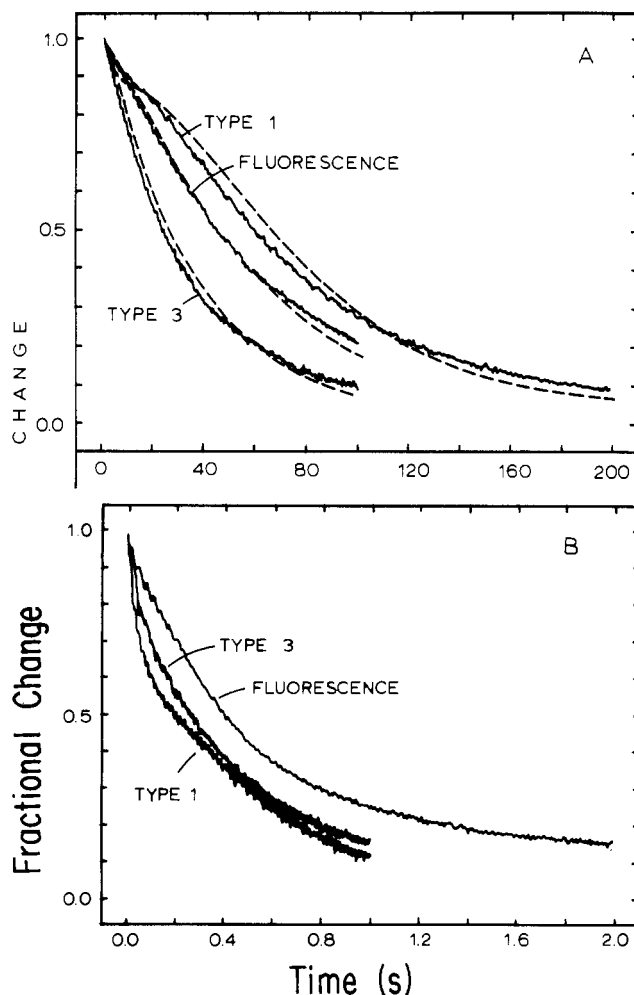 A
1.0
TYPE 1
FLUORESCENCE
0.5
TYPE 3
CHANGE
0.0
0 40 80 120 160 200
B
1.0
TYPE 3
FLUORESCENCE
0.5
TYPE 1
Fractional Change
0.0
0.0 0.4 0.8 1.2 1.6 2.0
Time (s)